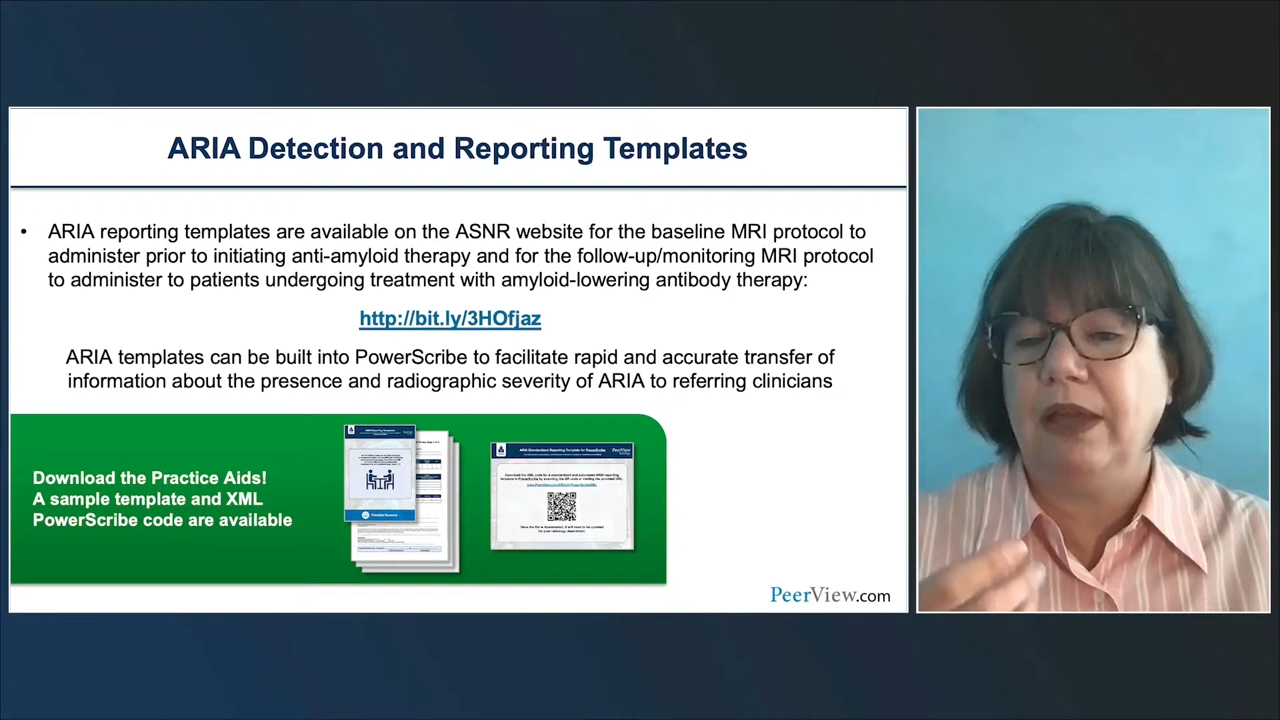 ARIA Detection and Reporting Templates
• ARIA reporting templates are available on the ASNR website for the baseline MRI protocol to
administer prior to initiating anti-amyloid therapy and for the follow-up/monitoring MRI protocol
to administer to patients undergoing treatment with amyloid-lowering antibody therapy:
http://bit.ly/3HOfjaz
ARIA templates can be built into PowerScribe to facilitate rapid and accurate transfer of
information about the presence and radiographic severity of ARIA to referring clinicians
Download the Practice Aids!
A sample template and XML
PowerScribe code are available
ARIA Reporting Templates
ARIA Standardized Reporting Template for PowerScribe
PeerView
PeerView.com